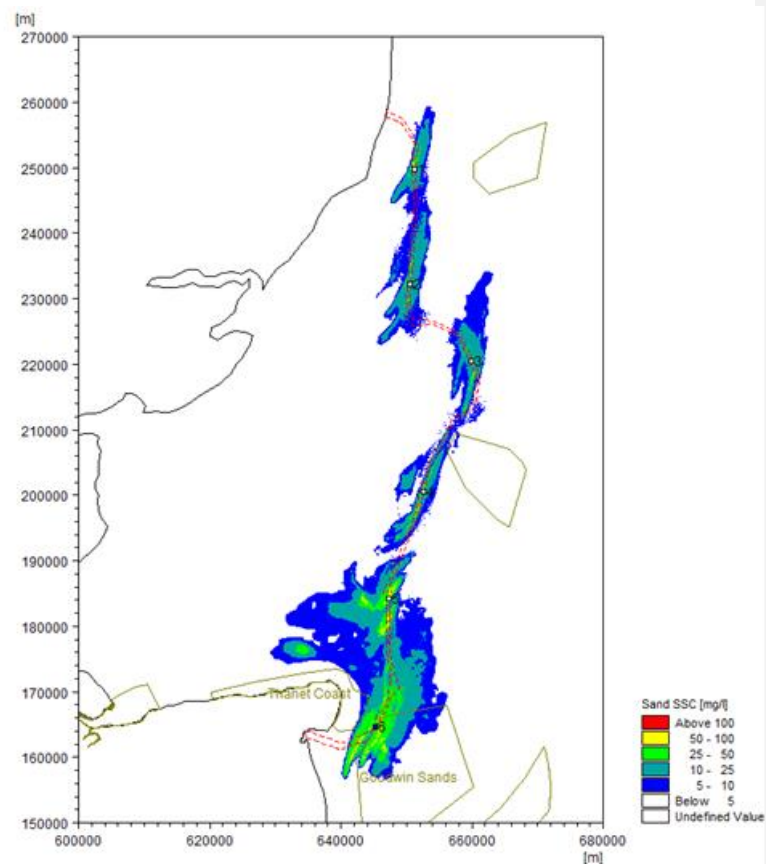 [m]
270000
260000
250000
240000
230000
220000
210000
200000
190000
180000
170000
160000
150000
Thanet Coast
Goodwin Sands
600000 620000 640000 660000 680000
[m]
Sand SSC [mg/l]
Above 100
50 - 100
25 - 50
10 - 25
5 - 10
Below 5
Undefined Value